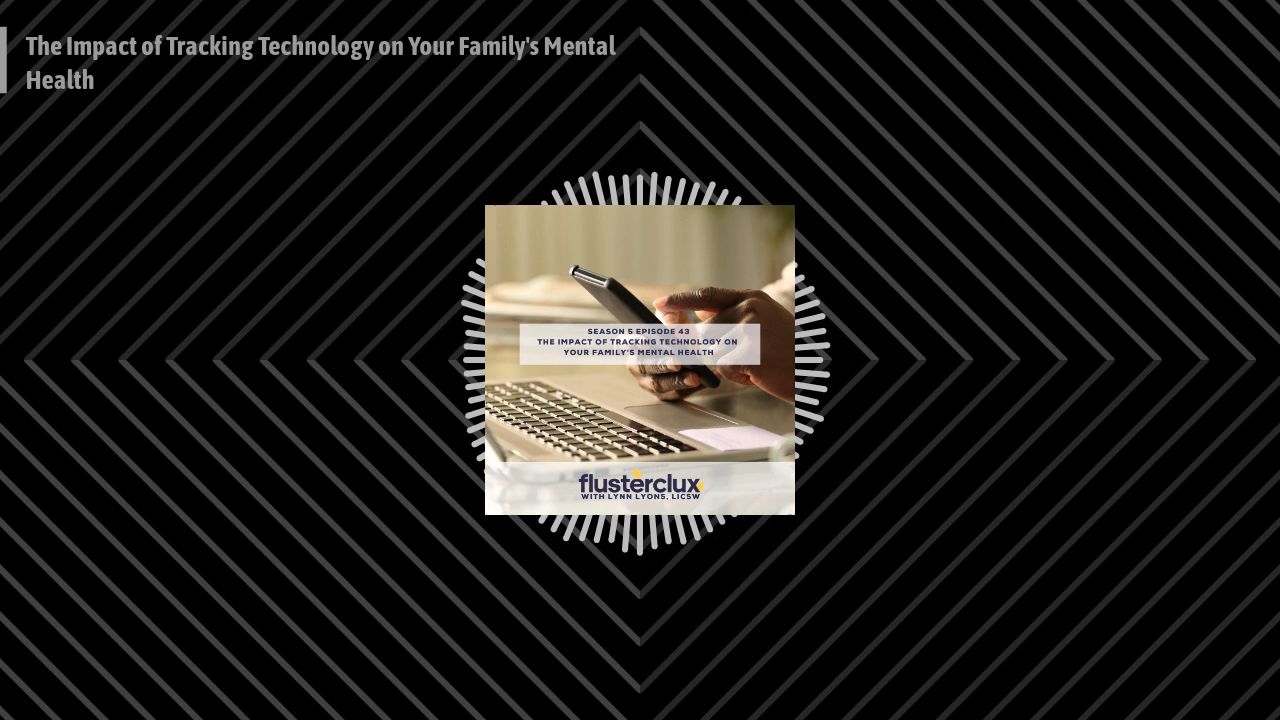 The Impact of Tracking Technology on Your Family's Mental
Health
SEASON 5 EPISODE 43
THE IMPACT OF TRACKING TECHNOLOGY ON
YOUR FAMILY'S MENTAL HEALTH
flusterclux
WITH LYNN LYONS, LICSW